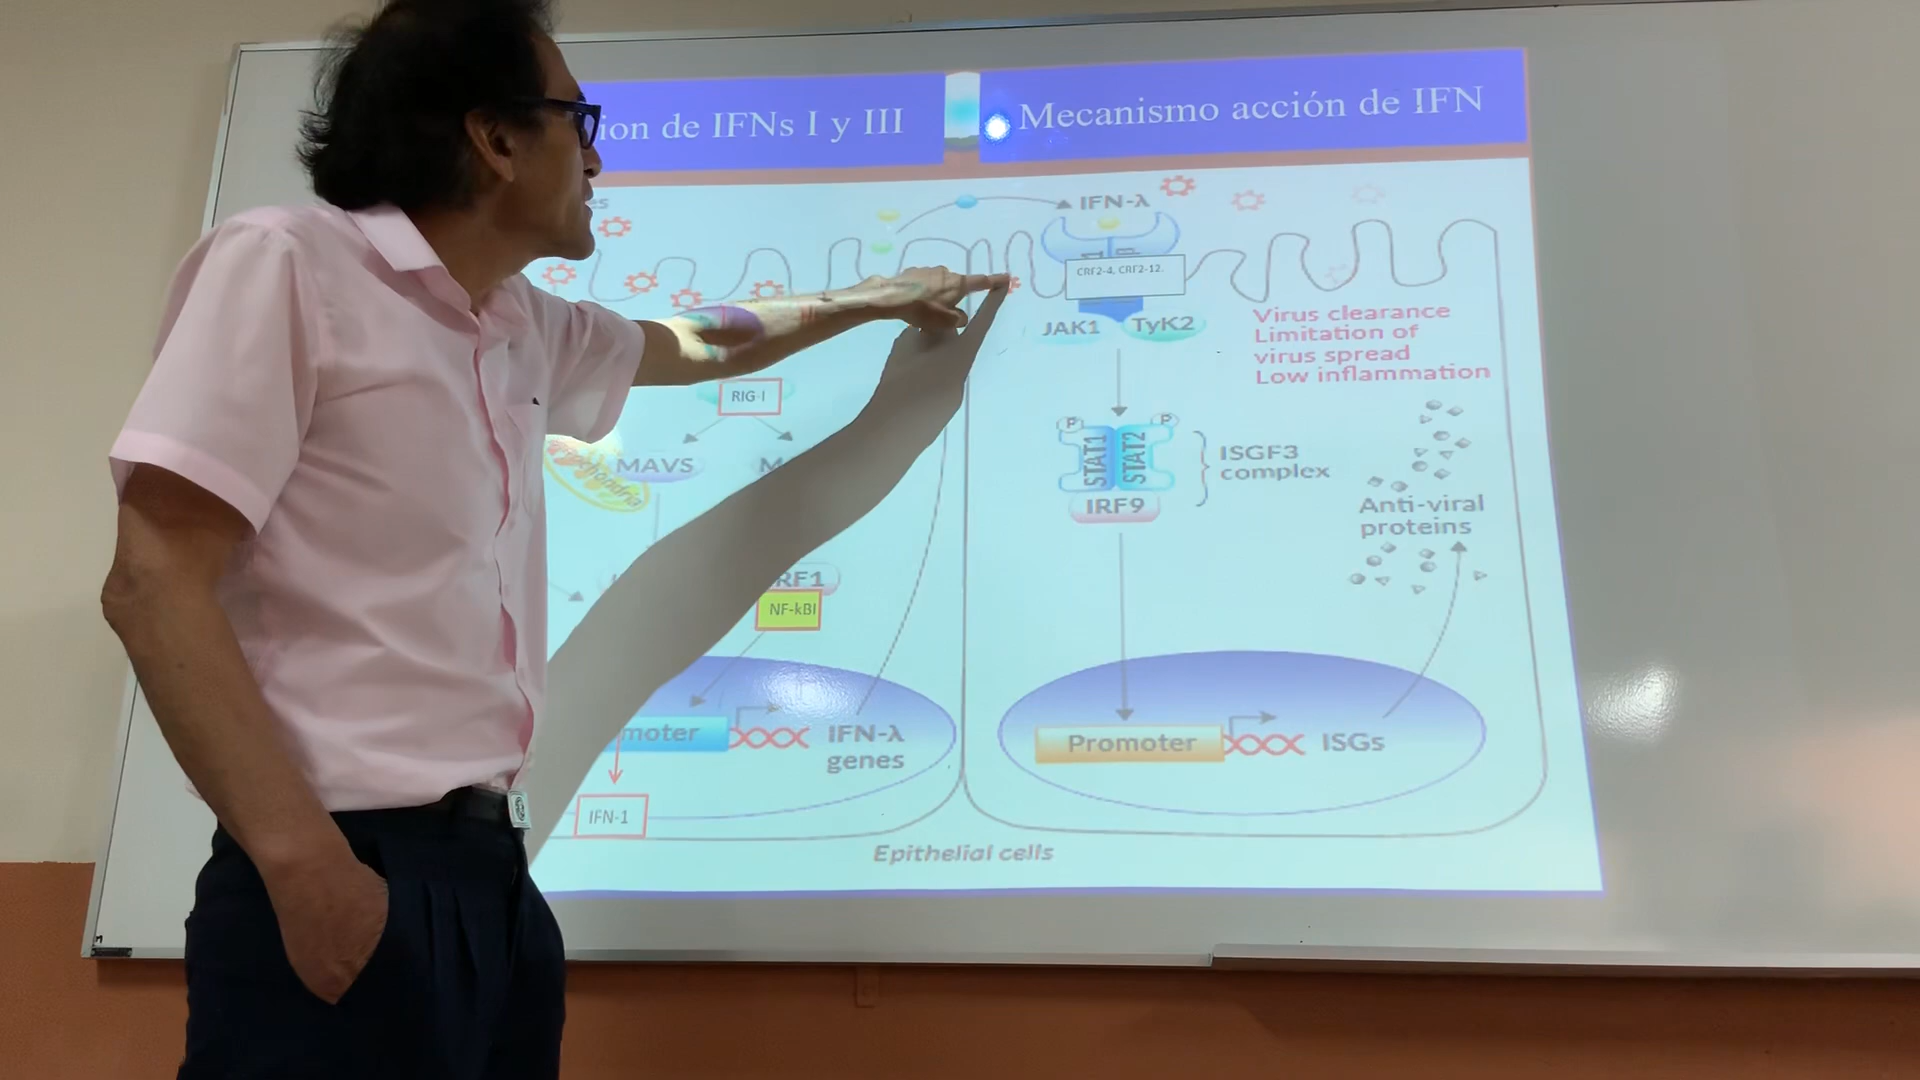 ion de IFNs I y III
Mecanismo acción de IFN
es
IFN-λ
CRF2-4, CRF2-12.
JAK1
TyK2
Virus clearance
Limitation of
virus spread
Low inflammation
RIG-I
MAVS
M
P
P
STAT1
STAT2
IRF9
ISGF3
complex
Anti-viral
proteins
RF1
NF-kBI
moter
IFN-λ
genes
Promoter
ISGs
IFN-1
Epithelial cells